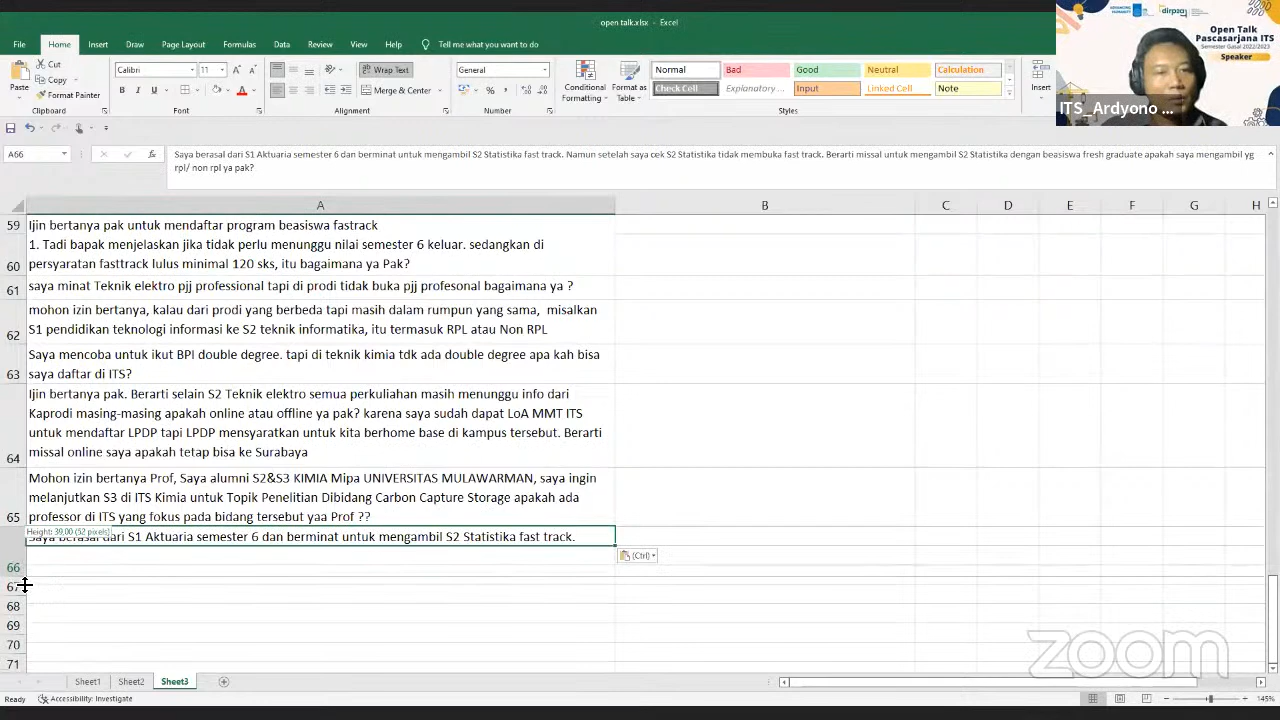 open talk.xlsx - Excel
File Home Insert Draw Page Layout Formulas Data Review View Help Tell me what you want to do
Cut
Copy
Format Painter
Paste
Clipboard
Calibri 11
B I U
Font
Wrap Text
Merge & Center
Alignment
General
Number
Conditional
Formatting
Format as
Table
Normal Bad Good Neutral Calculation
Check Cell Explanatory ... Input Linked Cell Note
Styles
Insert
Open Talk
Pascasarjana ITS
Semester Gasal 2022/2023
Speaker
ITS_Ardyono ...
A66
Saya berasal dari S1 Aktuaria semester 6 dan berminat untuk mengambil S2 Statistika fast track. Namun setelah saya cek S2 Statistika tidak membuka fast track. Berarti missal untuk mengambil S2 Statistika dengan beasiswa fresh graduate apakah saya mengambil yg
rpl/ non rpl ya pak?
A B C D E F G H
59 Ijin bertanya pak untuk mendaftar program beasiswa fastrack
1. Tadi bapak menjelaskan jika tidak perlu menunggu nilai semester 6 keluar. sedangkan di
60 persyaratan fasttrack lulus minimal 120 sks, itu bagaimana ya Pak?
61 saya minat Teknik elektro pjj professional tapi di prodi tidak buka pjj profesonal bagaimana ya ?
mohon izin bertanya, kalau dari prodi yang berbeda tapi masih dalam rumpun yang sama, misalkan
62 S1 pendidikan teknologi informasi ke S2 teknik informatika, itu termasuk RPL atau Non RPL
Saya mencoba untuk ikut BPI double degree. tapi di teknik kimia tdk ada double degree apa kah bisa
63 saya daftar di ITS?
Ijin bertanya pak. Berarti selain S2 Teknik elektro semua perkuliahan masih menunggu info dari
Kaprodi masing-masing apakah online atau offline ya pak? karena saya sudah dapat LoA MMT ITS
untuk mendaftar LPDP tapi LPDP mensyaratkan untuk kita berhome base di kampus tersebut. Berarti
64 missal online saya apakah tetap bisa ke Surabaya
Mohon izin bertanya Prof, Saya alumni S2&S3 KIMIA Mipa UNIVERSITAS MULAWARMAN, saya ingin
melanjutkan S3 di ITS Kimia untuk Topik Penelitian Dibidang Carbon Capture Storage apakah ada
65 professor di ITS yang fokus pada bidang tersebut yaa Prof ??
Height: 39,00 (52 pixels)
Saya berasal dari S1 Aktuaria semester 6 dan berminat untuk mengambil S2 Statistika fast track.
(Ctrl)
66
67
68
69
70
71
zoom
Sheet1 Sheet2 Sheet3
Ready Accessibility: Investigate 145%